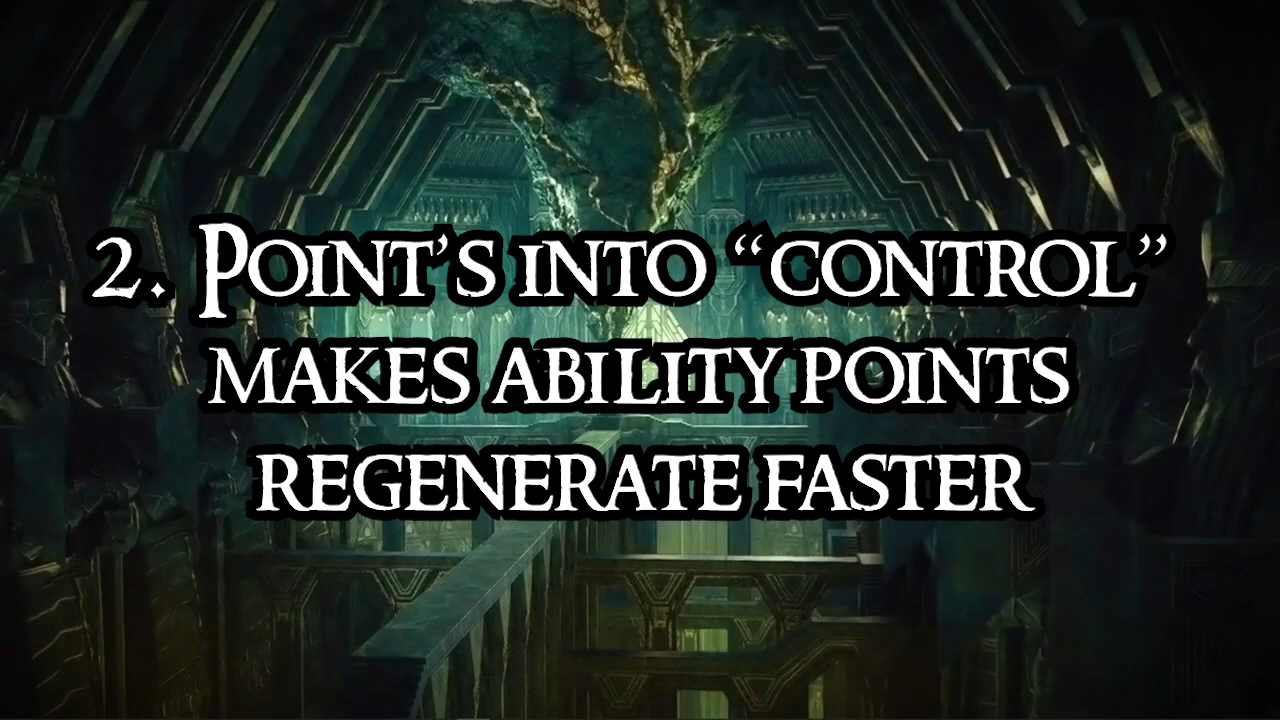 2. Point's into “control”
makes ability points
regenerate faster